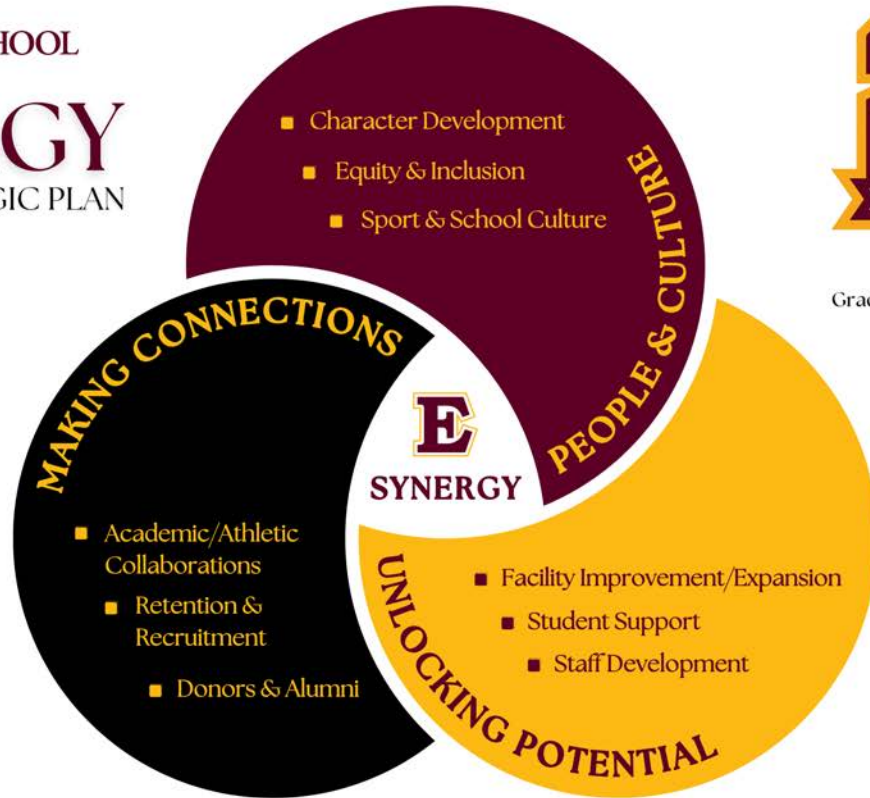 HOOL
GY
GIC PLAN
Character Development
Equity & Inclusion
Sport & School Culture
PEOPLE & CULTURE
Grad
MAKING CONNECTIONS
E
SYNERGY
Academic/Athletic
Collaborations
Retention &
Recruitment
Donors & Alumni
UNLOCKING POTENTIAL
Facility Improvement/Expansion
Student Support
Staff Development